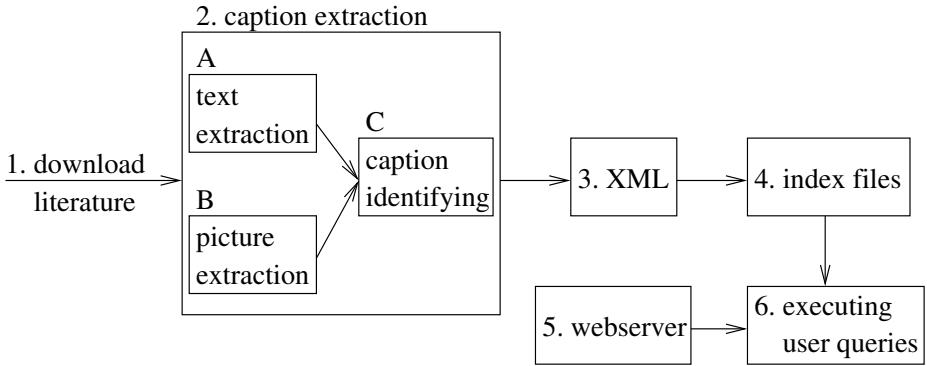 2. caption extraction
A
text
extraction
C
caption
identifying
B
picture
extraction
1. download
literature
3. XML
4. index files
5. webserver
6. executing
user queries